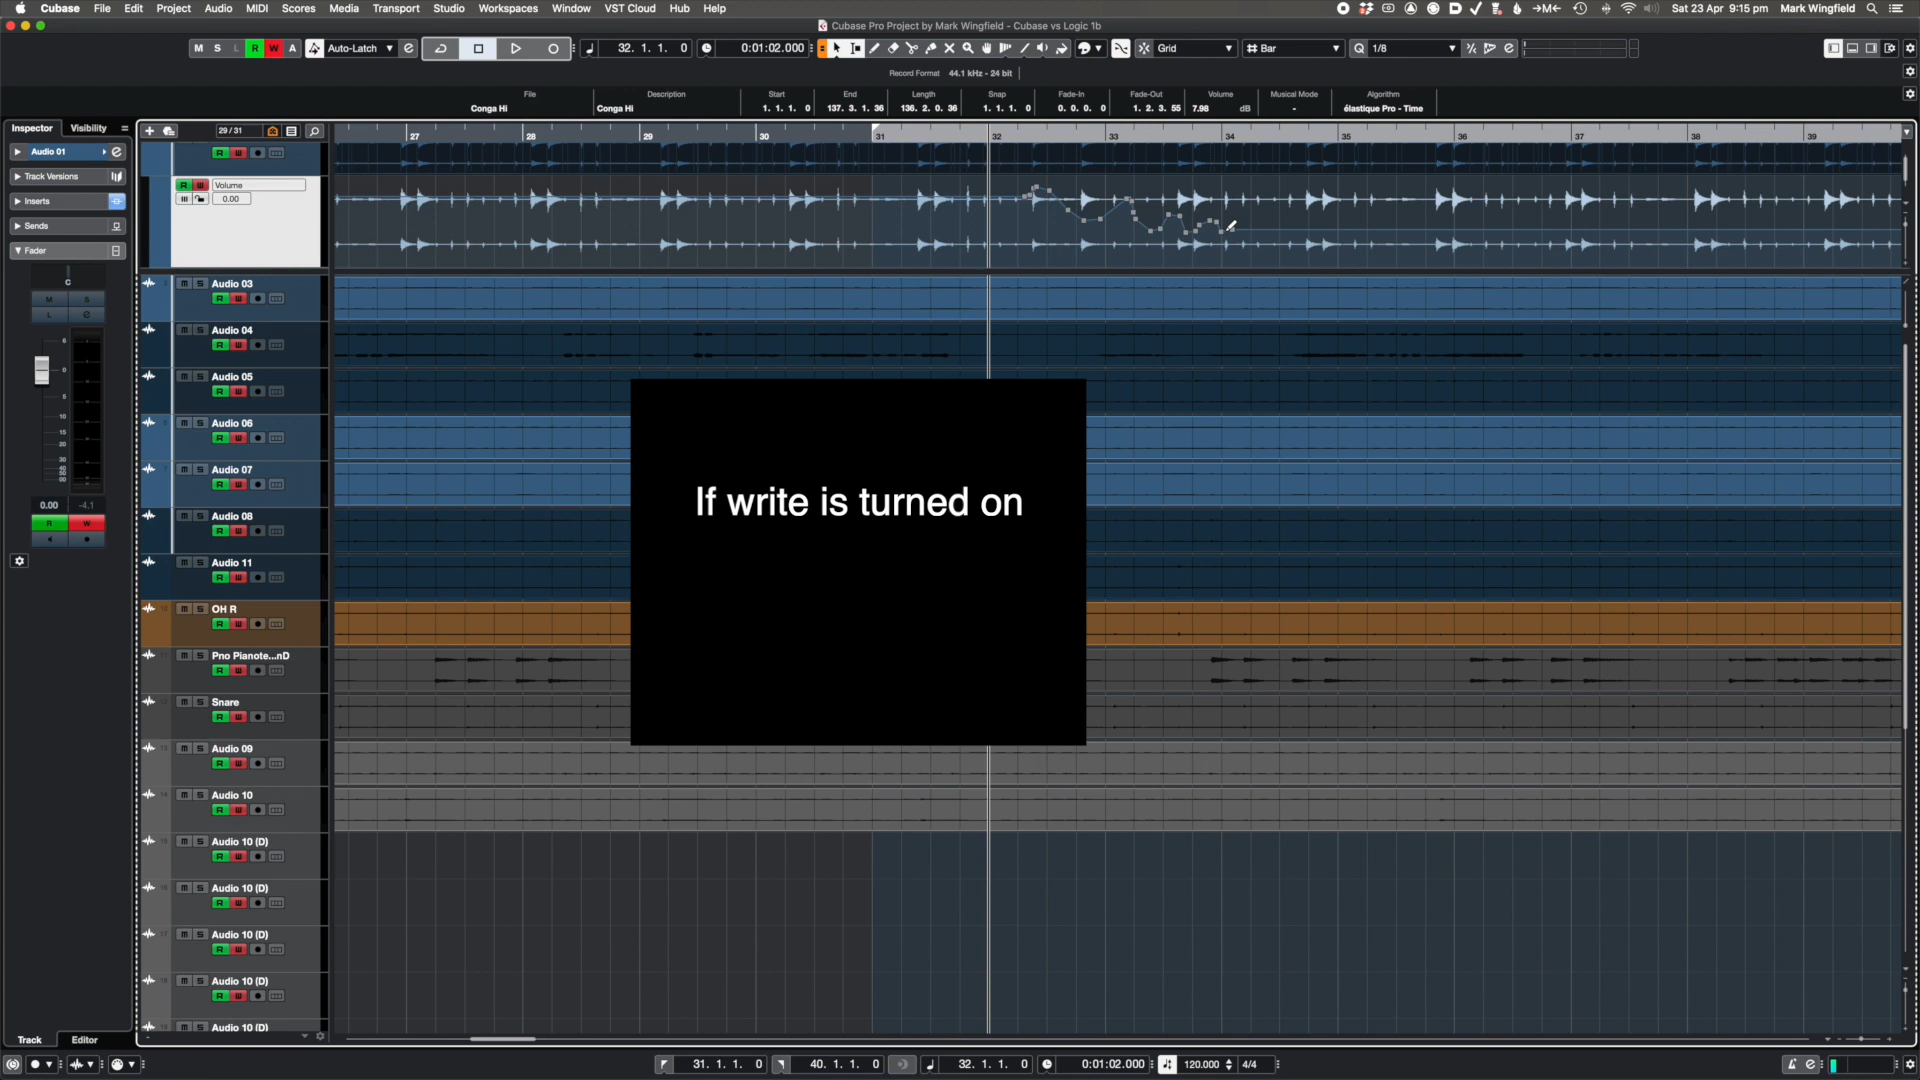 Cubase File Edit Project Audio MIDI Scores Media Transport Studio Workspaces Window VST Cloud Hub Help
Sat 23 Apr 9:15 pm Mark Wingfield
Cubase Pro Project by Mark Wingfield - Cubase vs Logic 1b
M S L R W A Auto-Latch 32. 1. 1. 0 0:01:02.000 Grid Bar Q 1/8
Record Format 44.1 kHz - 24 bit
File Description Start End Length Snap Fade-In Fade-Out Volume Musical Mode Algorithm
Conga Hi Conga Hi 1. 1. 1. 0 137. 3. 1. 36 136. 2. 0. 36 1. 1. 1. 0 0. 0. 0. 0 1. 2. 3. 55 7.98 dB - élastique Pro - Time
Inspector Visibility
29 / 31
27 28 29 30 31 32 33 34 35 36 37 38 39
Audio 01
Track Versions
Inserts
Sends
Fader
C
M S
L e
6
0
5
10
15
20
30
40
50
00
0.00 -4.1
R W
R W
R W Volume
0.00
m S Audio 03
R W
m S Audio 04
R W
m S Audio 05
R W
m S Audio 06
R W
m S Audio 07
R W
m S Audio 08
R W
m S Audio 11
R W
m S OH R
R W
m S Pno Pianote...nD
R W
m S Snare
R W
m S Audio 09
R W
m S Audio 10
R W
m S Audio 10 (D)
R W
m S Audio 10 (D)
R W
m S Audio 10 (D)
R W
m S Audio 10 (D)
R W
m S Audio 10 (D)
If write is turned on
Track Editor
31. 1. 1. 0 40. 1. 1. 0 32. 1. 1. 0 0:01:02.000 120.000 4/4